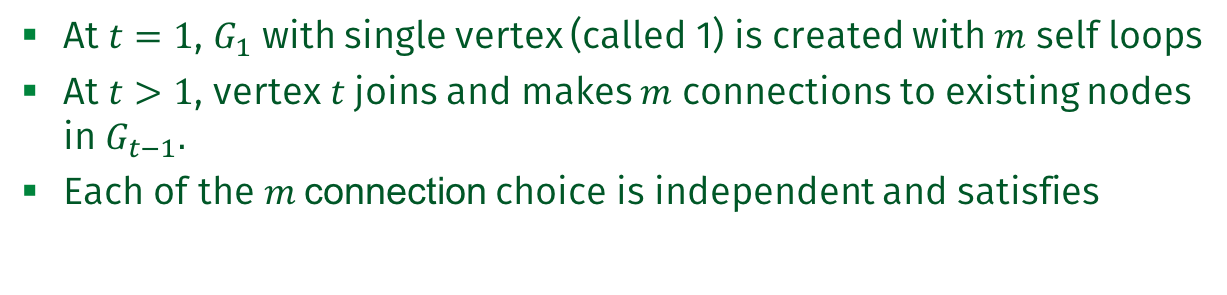 ▪ At 𝑡 = 1, 𝐺₁ with single vertex (called 1) is created with 𝑚 self loops
▪ At 𝑡 > 1, vertex 𝑡 joins and makes 𝑚 connections to existing nodes
in 𝐺ₜ₋₁.
▪ Each of the 𝑚 connection choice is independent and satisfies